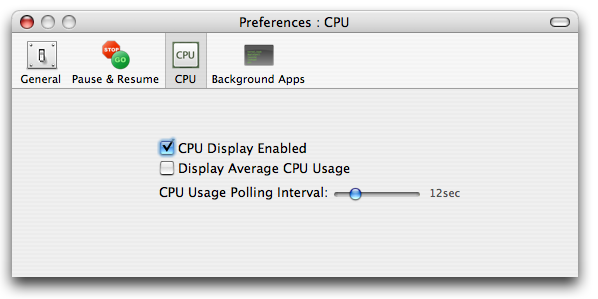 Preferences : CPU
STOP
GO
CPU
General
Pause & Resume
CPU
Background Apps
CPU Display Enabled
Display Average CPU Usage
CPU Usage Polling Interval: 12sec